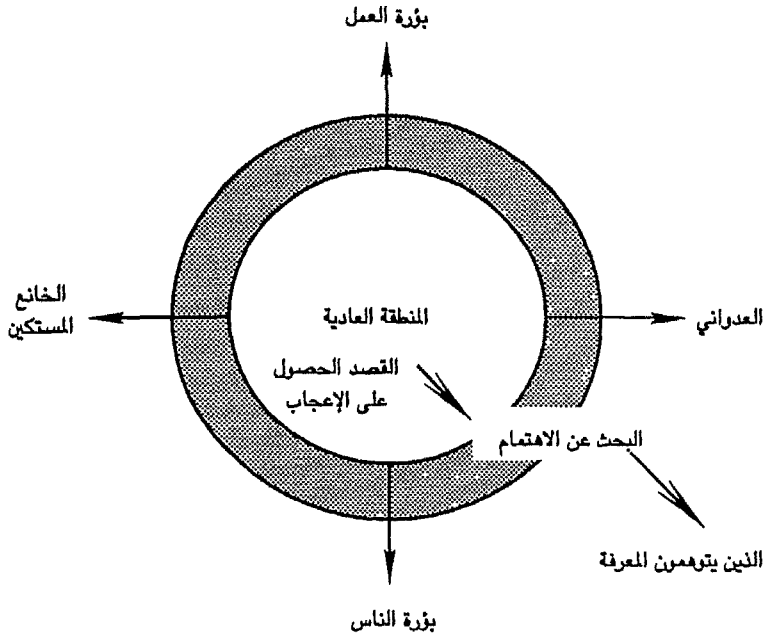 بؤرة العمل
الخانع
المستكين
المنطقة العادية
العدواني
القصد الحصول
على الإعجاب
البحث عن الاهتمام
الذين يتوهمون المعرفة
بؤرة الناس